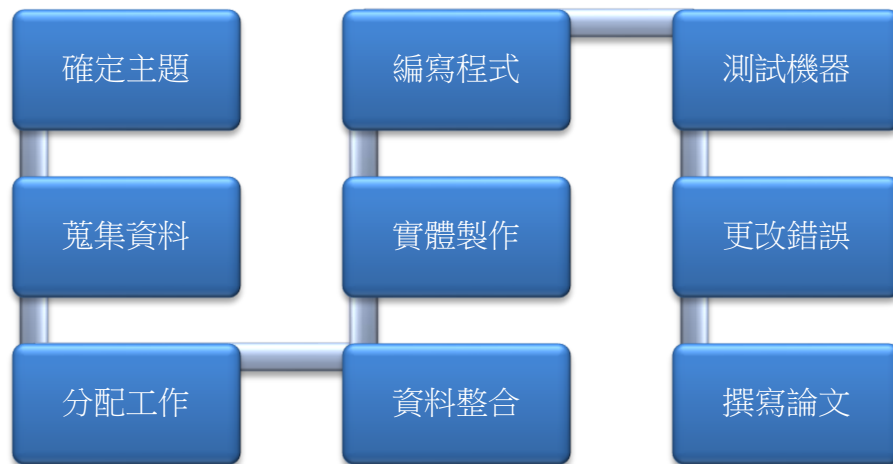 確定主題
蒐集資料
分配工作
資料整合
實體製作
編寫程式
測試機器
更改錯誤
撰寫論文